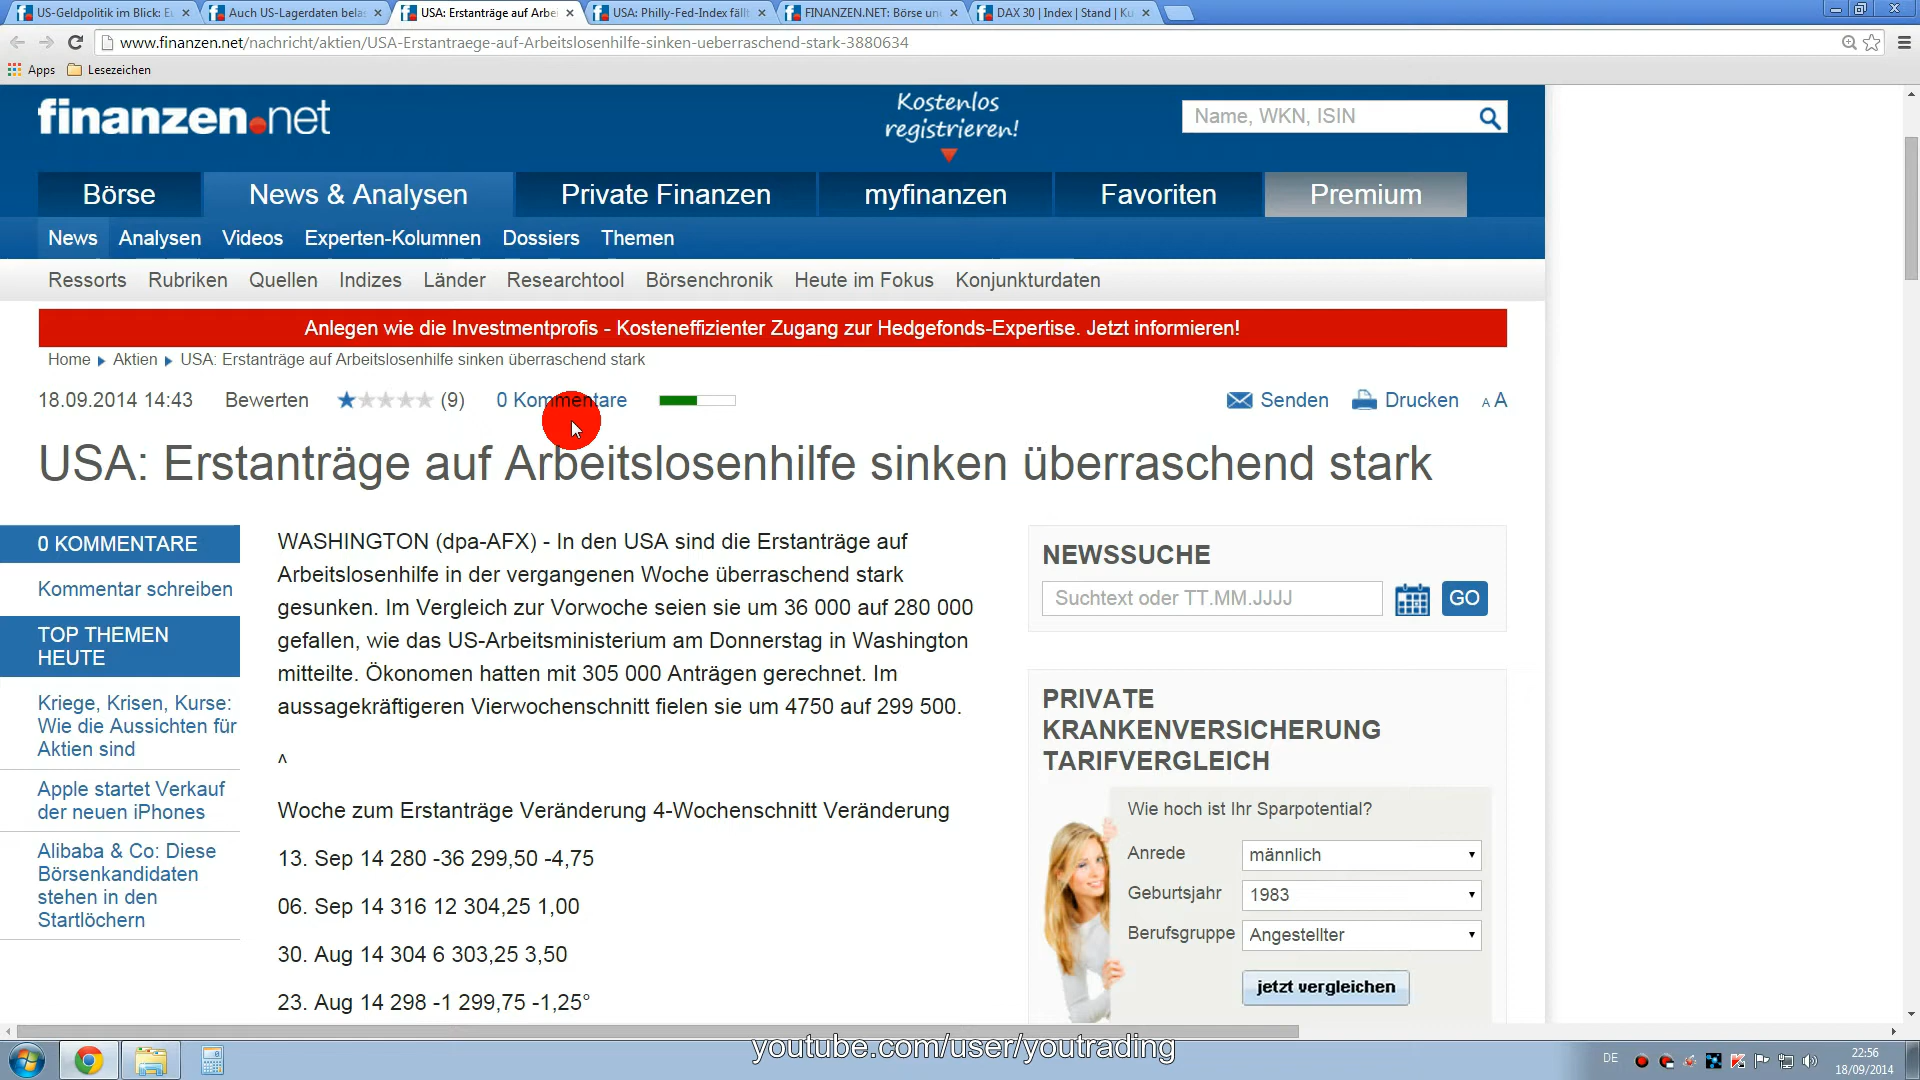 US-Geldpolitik im Blick: Eu
Auch US-Lagerdaten belas
USA: Erstanträge auf Arbei
USA: Philly-Fed-Index fällt
FINANZEN.NET: Börse und
DAX 30 | Index | Stand | Ku
www.finanzen.net/nachricht/aktien/USA-Erstantraege-auf-Arbeitslosenhilfe-sinken-ueberraschend-stark-3880634
Apps Lesezeichen
finanzen.net
Kostenlos
registrieren!
Name, WKN, ISIN
Börse News & Analysen Private Finanzen myfinanzen Favoriten Premium
News Analysen Videos Experten-Kolumnen Dossiers Themen
Ressorts Rubriken Quellen Indizes Länder Researchtool Börsenchronik Heute im Fokus Konjunkturdaten
Anlegen wie die Investmentprofis - Kosteneffizienter Zugang zur Hedgefonds-Expertise. Jetzt informieren!
Home Aktien USA: Erstanträge auf Arbeitslosenhilfe sinken überraschend stark
18.09.2014 14:43 Bewerten (9) 0 Kommentare Senden Drucken A A
USA: Erstanträge auf Arbeitslosenhilfe sinken überraschend stark
0 KOMMENTARE
Kommentar schreiben
TOP THEMEN
HEUTE
Kriege, Krisen, Kurse:
Wie die Aussichten für
Aktien sind
Apple startet Verkauf
der neuen iPhones
Alibaba & Co: Diese
Börsenkandidaten
stehen in den
Startlöchern
WASHINGTON (dpa-AFX) - In den USA sind die Erstanträge auf
Arbeitslosenhilfe in der vergangenen Woche überraschend stark
gesunken. Im Vergleich zur Vorwoche seien sie um 36 000 auf 280 000
gefallen, wie das US-Arbeitsministerium am Donnerstag in Washington
mitteilte. Ökonomen hatten mit 305 000 Anträgen gerechnet. Im
aussagekräftigeren Vierwochenschnitt fielen sie um 4750 auf 299 500.
^
Woche zum Erstanträge Veränderung 4-Wochenschnitt Veränderung
13. Sep 14 280 -36 299,50 -4,75
06. Sep 14 316 12 304,25 1,00
30. Aug 14 304 6 303,25 3,50
23. Aug 14 298 -1 299,75 -1,25°
NEWSSUCHE
Suchtext oder TT.MM.JJJJ GO
PRIVATE
KRANKENVERSICHERUNG
TARIFVERGLEICH
Wie hoch ist Ihr Sparpotential?
Anrede männlich
Geburtsjahr 1983
Berufsgruppe Angestellter
jetzt vergleichen
youtube.com/user/youtrading
DE
22:56
18/09/2014